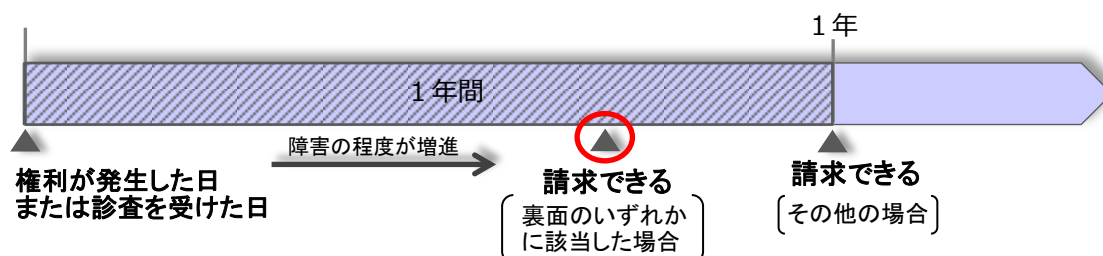 1年
1年間
障害の程度が増進
権利が発生した日
または診査を受けた日
請求できる
裏面のいずれか
に該当した場合
請求できる
その他の場合